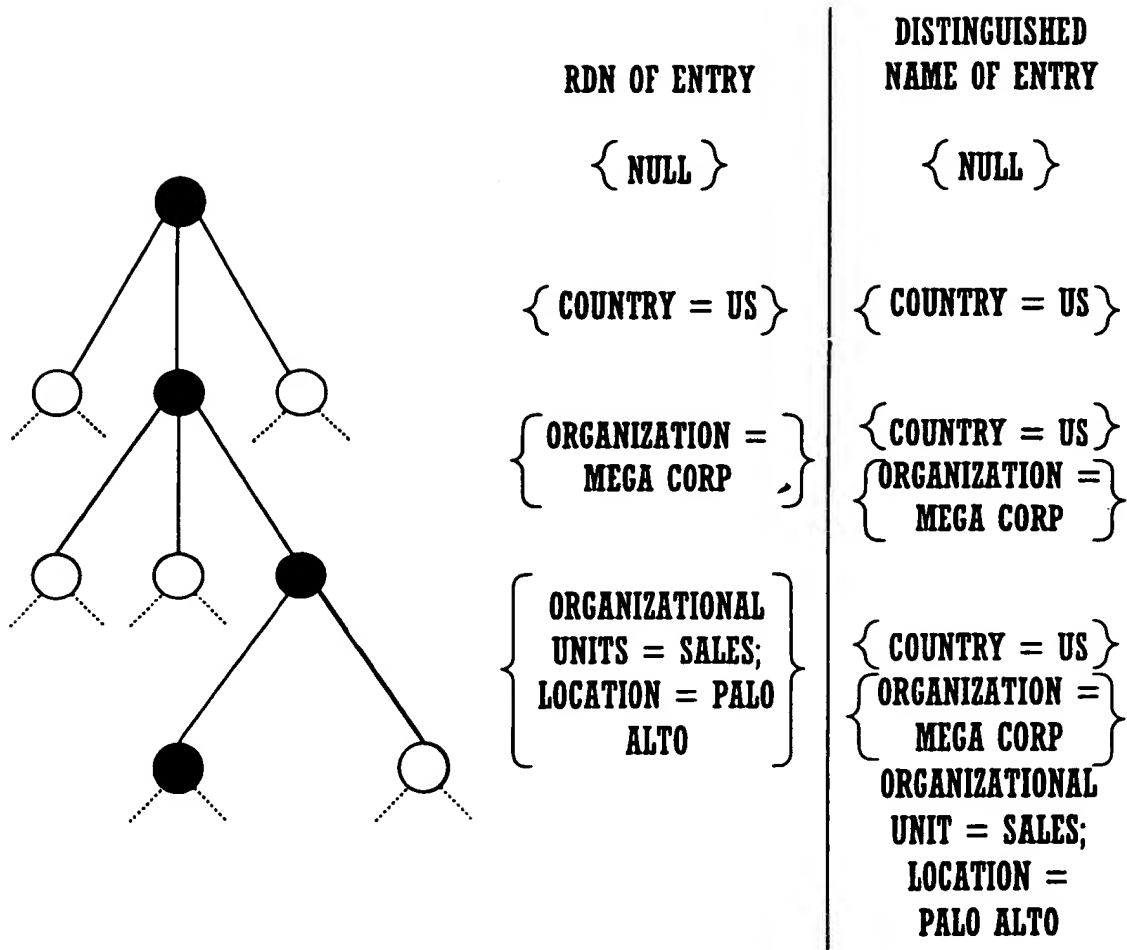 RDN OF ENTRY
{ NULL }
{ COUNTRY = US }
{ ORGANIZATION =
MEGA CORP }
{ ORGANIZATIONAL
UNITS = SALES;
LOCATION = PALO
ALTO }
DISTINGUISHED
NAME OF ENTRY
{ NULL }
{ COUNTRY = US }
{ COUNTRY = US }
{ ORGANIZATION =
MEGA CORP }
{ COUNTRY = US }
{ ORGANIZATION =
MEGA CORP }
ORGANIZATIONAL
UNIT = SALES;
LOCATION =
PALO ALTO